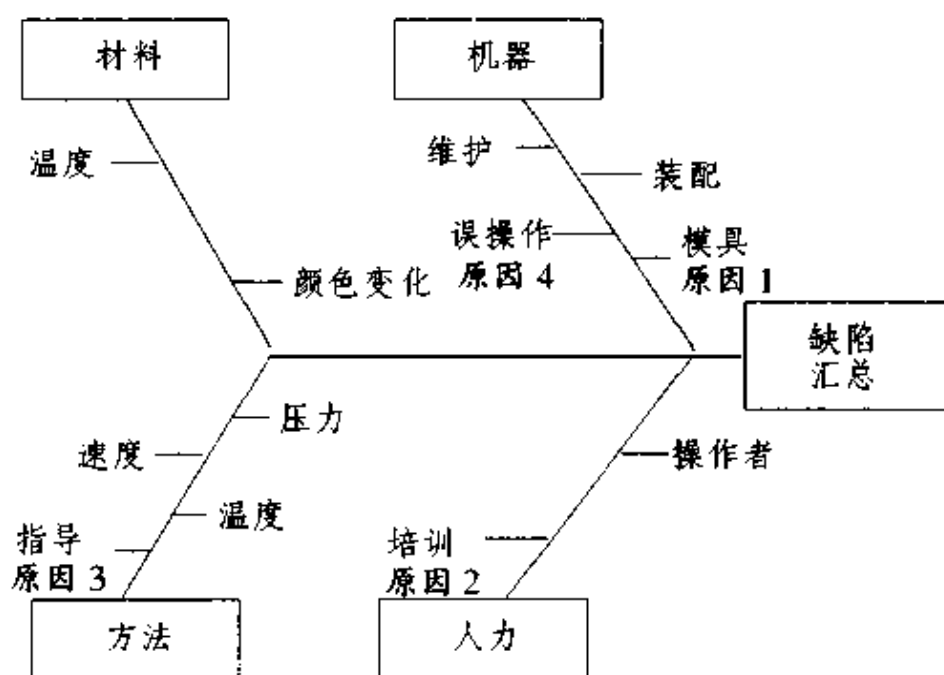 材料
机器
维护
温度
装配
误操作
原因 4
模具
原因 1
颜色变化
缺陷
汇总
压力
速度
操作者
温度
指导
原因 3
培训
原因 2
方法
人力